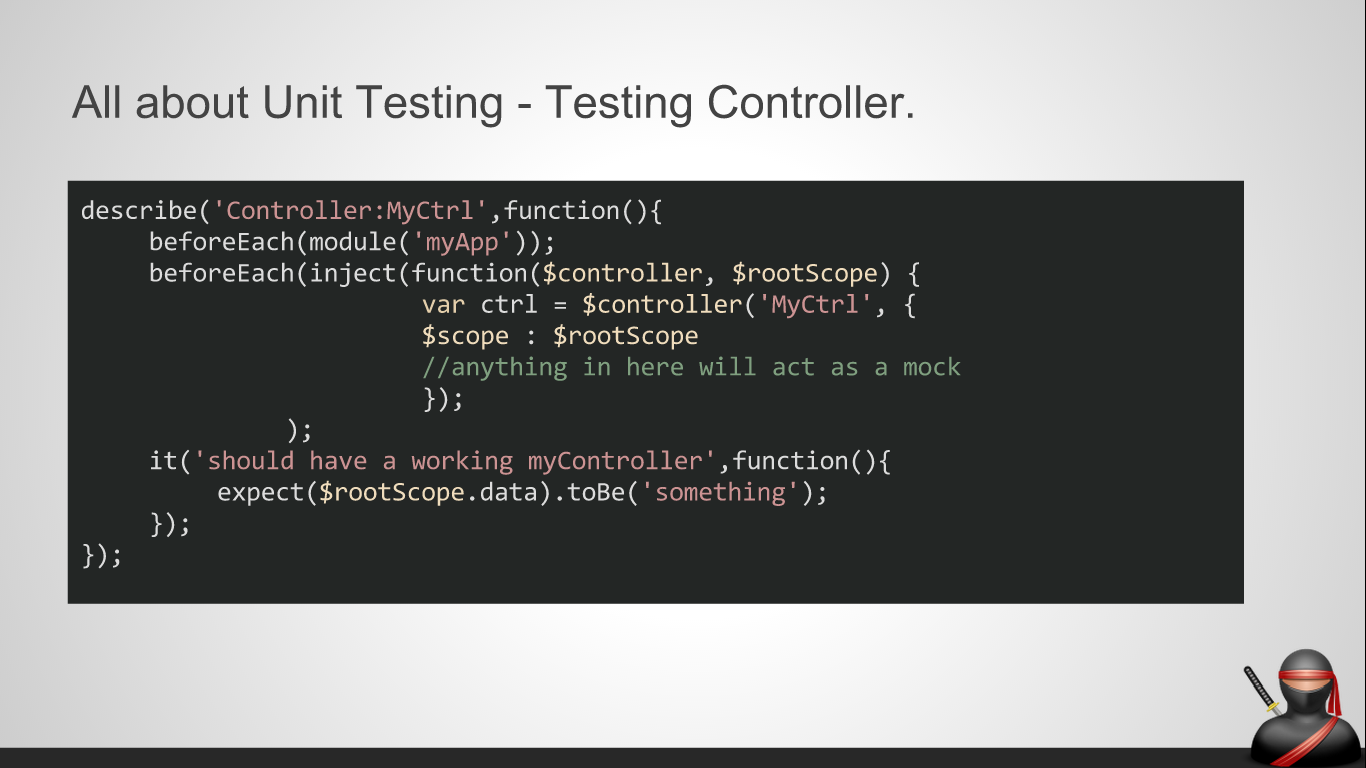 All about Unit Testing - Testing Controller.
describe('Controller:MyCtrl',function(){
beforeEach(module('myApp'));
beforeEach(inject(function($controller, $rootScope) {
var ctrl = $controller('MyCtrl', {
$scope : $rootScope
//anything in here will act as a mock
});
);
it('should have a working myController',function(){
expect($rootScope.data).toBe('something');
});
});